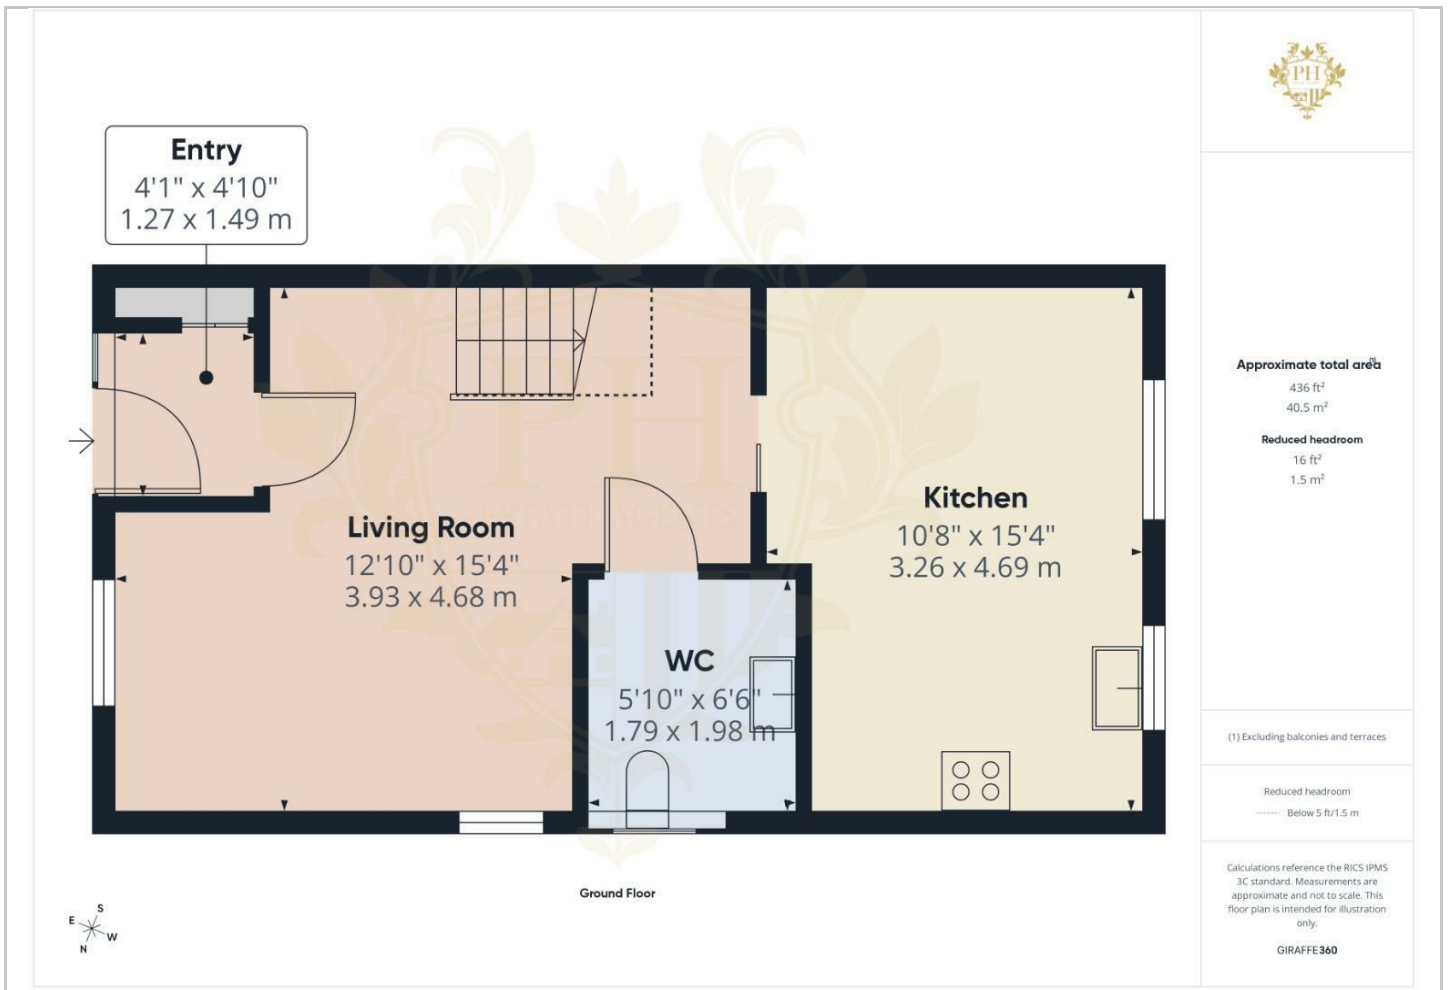 Entry
4'1" x 4'10"
1.27 x 1.49 m
Living Room
12'10" x 15'4"
3.93 x 4.68 m
Kitchen
10'8" x 15'4"
3.26 x 4.69 m
WC
5'10" x 6'6"
1.79 x 1.98 m
PH
ESTATE AGENTS
Ground Floor
S
E
W
N
PH
Approximate total area(1)
436 ft²
40.5 m²
Reduced headroom
16 ft²
1.5 m²
(1) Excluding balconies and terraces
Reduced headroom
Below 5 ft/1.5 m
Calculations reference the RICS IPMS
3C standard. Measurements are
approximate and not to scale. This
floor plan is intended for illustration
only.
GIRAFFE360